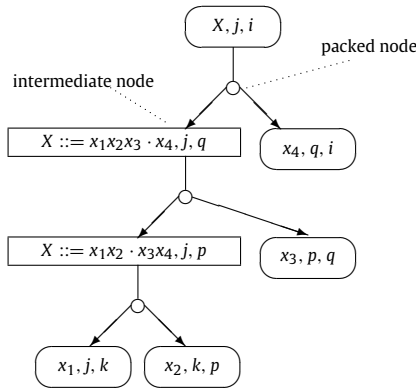 X, j, i
packed node
intermediate node
X ::= x₁x₂x₃ · x₄, j, q
x₄, q, i
X ::= x₁x₂ · x₃x₄, j, p
x₃, p, q
x₁, j, k
x₂, k, p